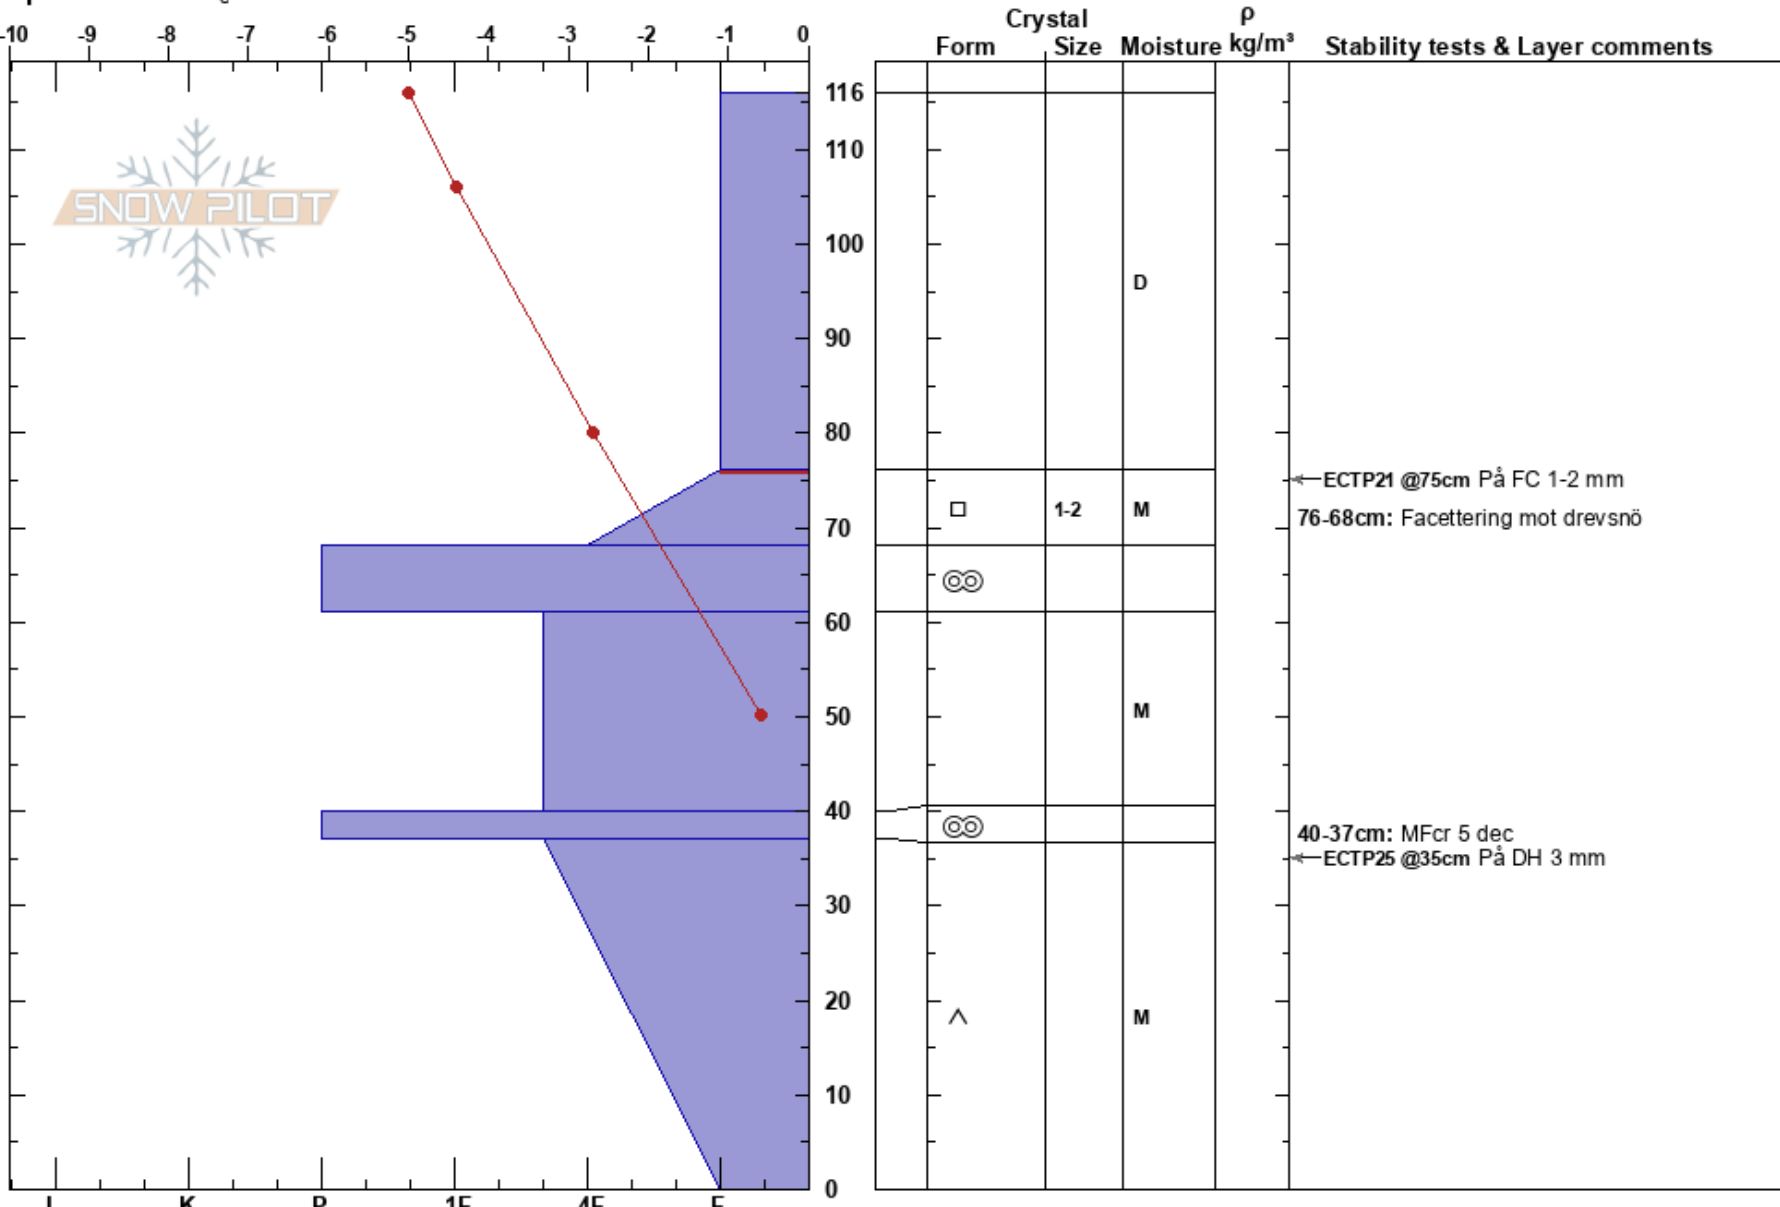 Crystal ρ
-10 -9 -8 -7 -6 -5 -4 -3 -2 -1 0 Form Size Moisture kg/m³ Stability tests & Layer comments
116
SNOW PILOT
110
100
D
90
80
ECTP21 @75cm På FC 1-2 mm
1-2 M 76-68cm: Facettering mot drevsnö
70
60
M
50
40
40-37cm: MFcr 5 dec
ECTP25 @35cm På DH 3 mm
30
20
M
10
0
I K P 1F 4F F